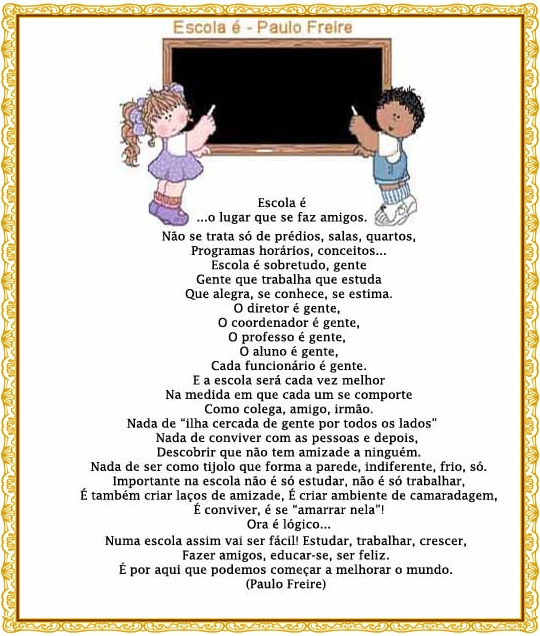 Escola é - Paulo Freire
Escola é
...o lugar que se faz amigos.
Não se trata só de prédios, salas, quartos,
Programas horários, conceitos...
Escola é sobretudo, gente
Gente que trabalha que estuda
Que alegra, se conhece, se estima.
O diretor é gente,
O coordenador é gente,
O professo é gente,
O aluno é gente,
Cada funcionário é gente.
E a escola será cada vez melhor
Na medida em que cada um se comporte
Como colega, amigo, irmão.
Nada de “ilha cercada de gente por todos os lados”
Nada de conviver com as pessoas e depois,
Descobrir que não tem amizade a ninguém.
Nada de ser como tijolo que forma a parede, indiferente, frio, só.
Importante na escola não é só estudar, não é só trabalhar,
É também criar laços de amizade, É criar ambiente de camaradagem,
É conviver, é se “amarrar nela”!
Ora é lógico...
Numa escola assim vai ser fácil! Estudar, trabalhar, crescer,
Fazer amigos, educar-se, ser feliz.
É por aqui que podemos começar a melhorar o mundo.
(Paulo Freire)